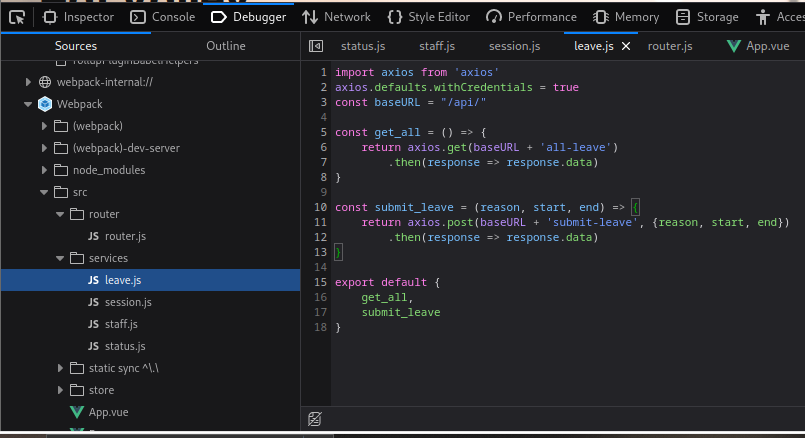 Inspector Console Debugger Network Style Editor Performance Memory Storage Acces
Sources Outline status.js staff.js session.js leave.js router.js App.vue
rollupPluginBabelHelpers
webpack-internal://
Webpack
(webpack)
(webpack)-dev-server
node_modules
src
router
JS router.js
services
JS leave.js
JS session.js
JS staff.js
JS status.js
static sync ^\.\
store
App.vue
1 import axios from 'axios'
2 axios.defaults.withCredentials = true
3 const baseURL = "/api/"
4
5 const get_all = () => {
6 return axios.get(baseURL + 'all-leave')
7 .then(response => response.data)
8 }
9
10 const submit_leave = (reason, start, end) => {
11 return axios.post(baseURL + 'submit-leave', {reason, start, end})
12 .then(response => response.data)
13 }
14
15 export default {
16 get_all,
17 submit_leave
18 }